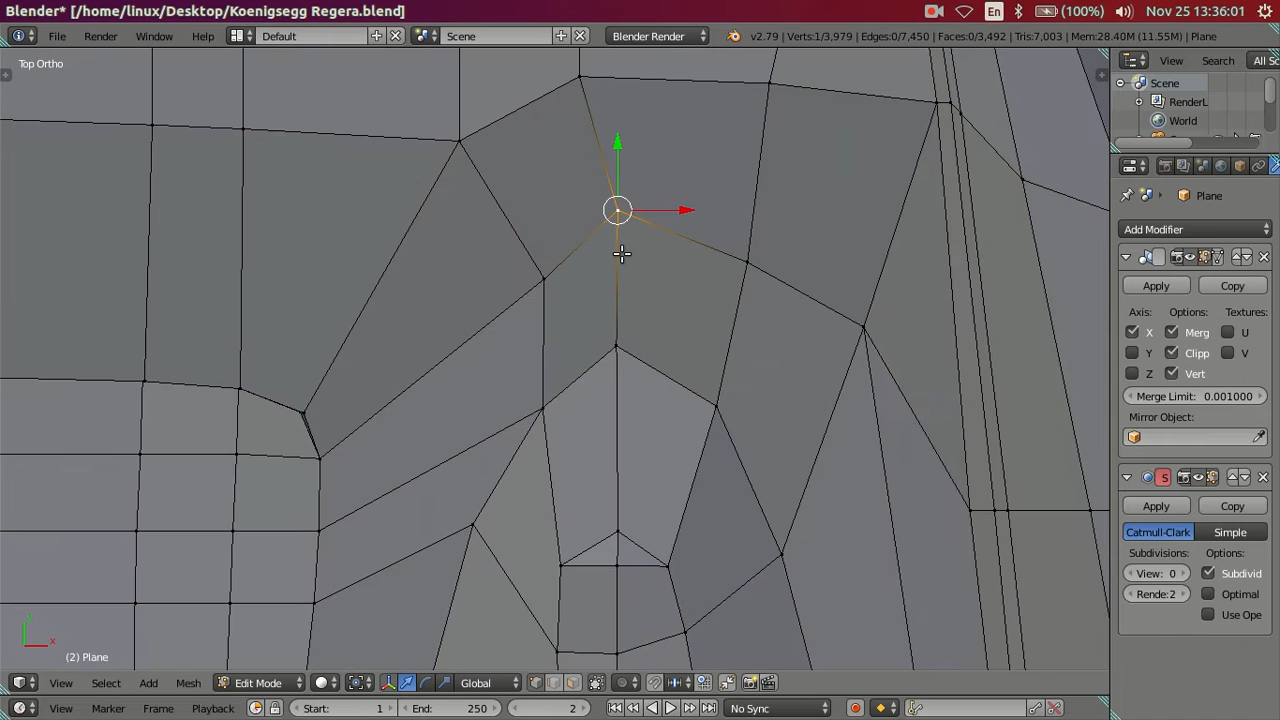 Blender* [/home/linux/Desktop/Koenigsegg Regera.blend] En (100%) Nov 25 13:36:01
File Render Window Help Default Scene Blender Render v2.79 | Verts:1/3,979 | Edges:0/7,450 | Faces:0/3,492 | Tris:7,003 | Mem:28.40M (11.55M) | Plane
Top Ortho
View Search All Sc
Scene
RenderL
World
Plane
Add Modifier
Apply Copy
Axis: Options: Textures:
X Merg U
Y Clipp V
Z Vert
Merge Limit: 0.001000
Mirror Object:
S
Apply Copy
Catmull-Clark Simple
Subdivisions: Options:
View: 0 Subdivid
Rende:2 Optimal
Use Ope
y
x
(2) Plane
View Select Add Mesh Edit Mode Global
View Marker Frame Playback Start: 1 End: 250 2 No Sync